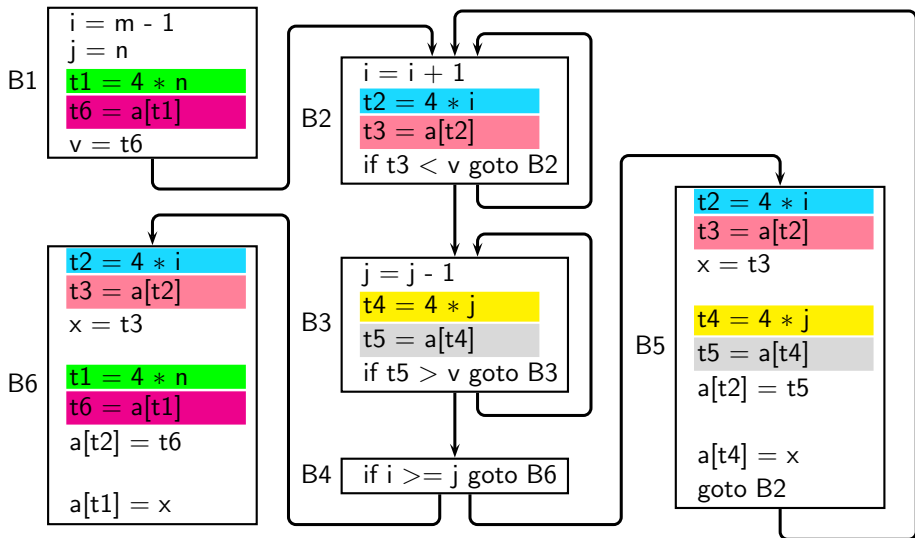 B1
i = m - 1
j = n
t1 = 4 * n
t6 = a[t1]
v = t6
B2
i = i + 1
t2 = 4 * i
t3 = a[t2]
if t3 < v goto B2
B3
j = j - 1
t4 = 4 * j
t5 = a[t4]
if t5 > v goto B3
B4
if i >= j goto B6
B5
t2 = 4 * i
t3 = a[t2]
x = t3
t4 = 4 * j
t5 = a[t4]
a[t2] = t5
a[t4] = x
goto B2
B6
t2 = 4 * i
t3 = a[t2]
x = t3
t1 = 4 * n
t6 = a[t1]
a[t2] = t6
a[t1] = x